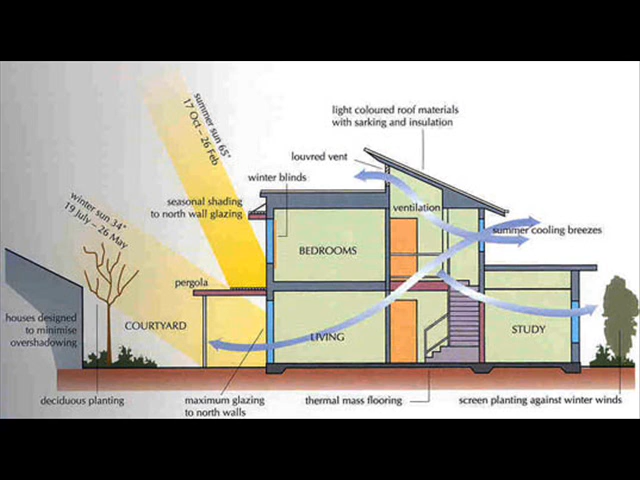 summer sun 65°
17 Oct – 26 Feb
light coloured roof materials
with sarking and insulation
louvred vent
winter blinds
winter sun 34°
19 July – 26 May
seasonal shading
to north wall glazing
ventilation
summer cooling breezes
BEDROOMS
pergola
houses designed
to minimise
overshadowing
COURTYARD
LIVING
STUDY
deciduous planting
maximum glazing
to north walls
thermal mass flooring
screen planting against winter winds